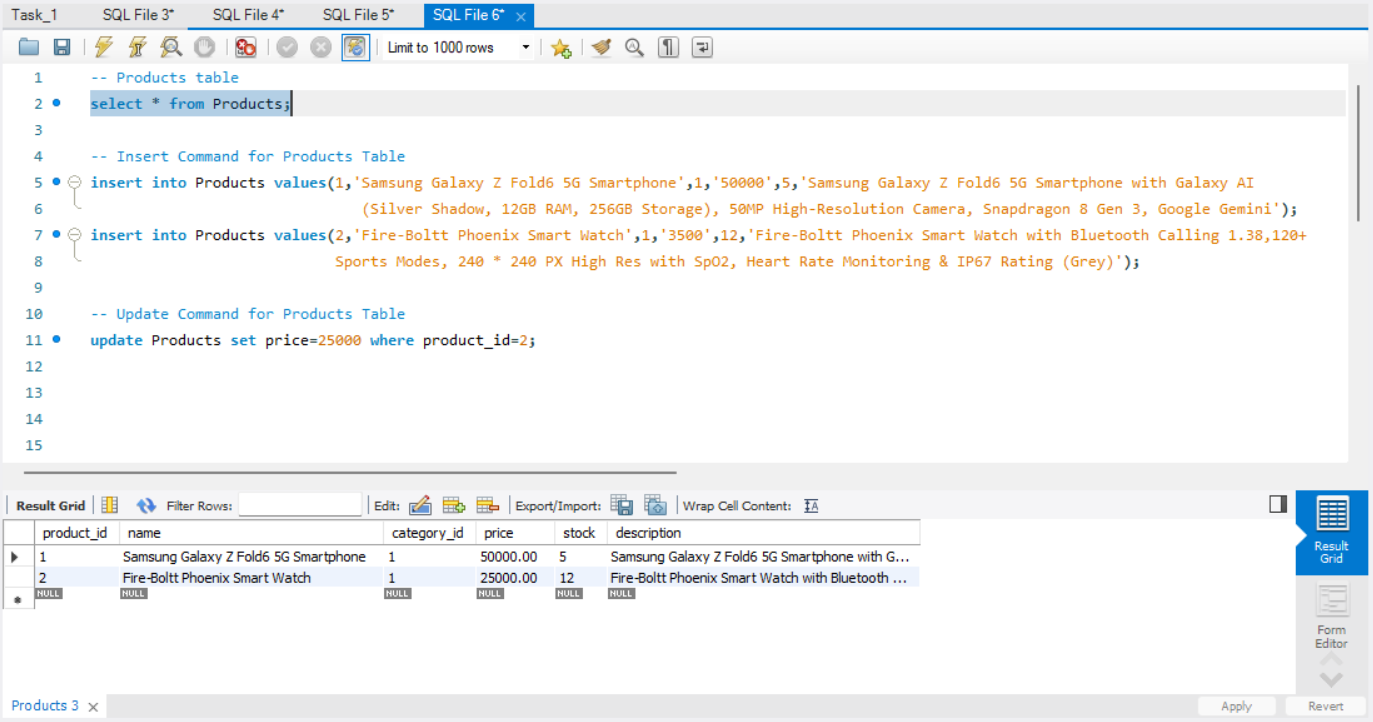 Task_1 SQL File 3* SQL File 4* SQL File 5* SQL File 6*
Limit to 1000 rows
1 -- Products table
2 select * from Products;
3
4 -- Insert Command for Products Table
5 insert into Products values(1,'Samsung Galaxy Z Fold6 5G Smartphone',1,'50000',5,'Samsung Galaxy Z Fold6 5G Smartphone with Galaxy AI
6 (Silver Shadow, 12GB RAM, 256GB Storage), 50MP High-Resolution Camera, Snapdragon 8 Gen 3, Google Gemini');
7 insert into Products values(2,'Fire-Boltt Phoenix Smart Watch',1,'3500',12,'Fire-Boltt Phoenix Smart Watch with Bluetooth Calling 1.38,120+
8 Sports Modes, 240 * 240 PX High Res with SpO2, Heart Rate Monitoring & IP67 Rating (Grey)');
9
10 -- Update Command for Products Table
11 update Products set price=25000 where product_id=2;
12
13
14
15
Result Grid Filter Rows: Edit: Export/Import: Wrap Cell Content:
product_id name category_id price stock description
1 Samsung Galaxy Z Fold6 5G Smartphone 1 50000.00 5 Samsung Galaxy Z Fold6 5G Smartphone with G...
2 Fire-Boltt Phoenix Smart Watch 1 25000.00 12 Fire-Boltt Phoenix Smart Watch with Bluetooth ...
NULL NULL NULL NULL NULL NULL
Result
Grid
Form
Editor
Products 3 Apply Revert